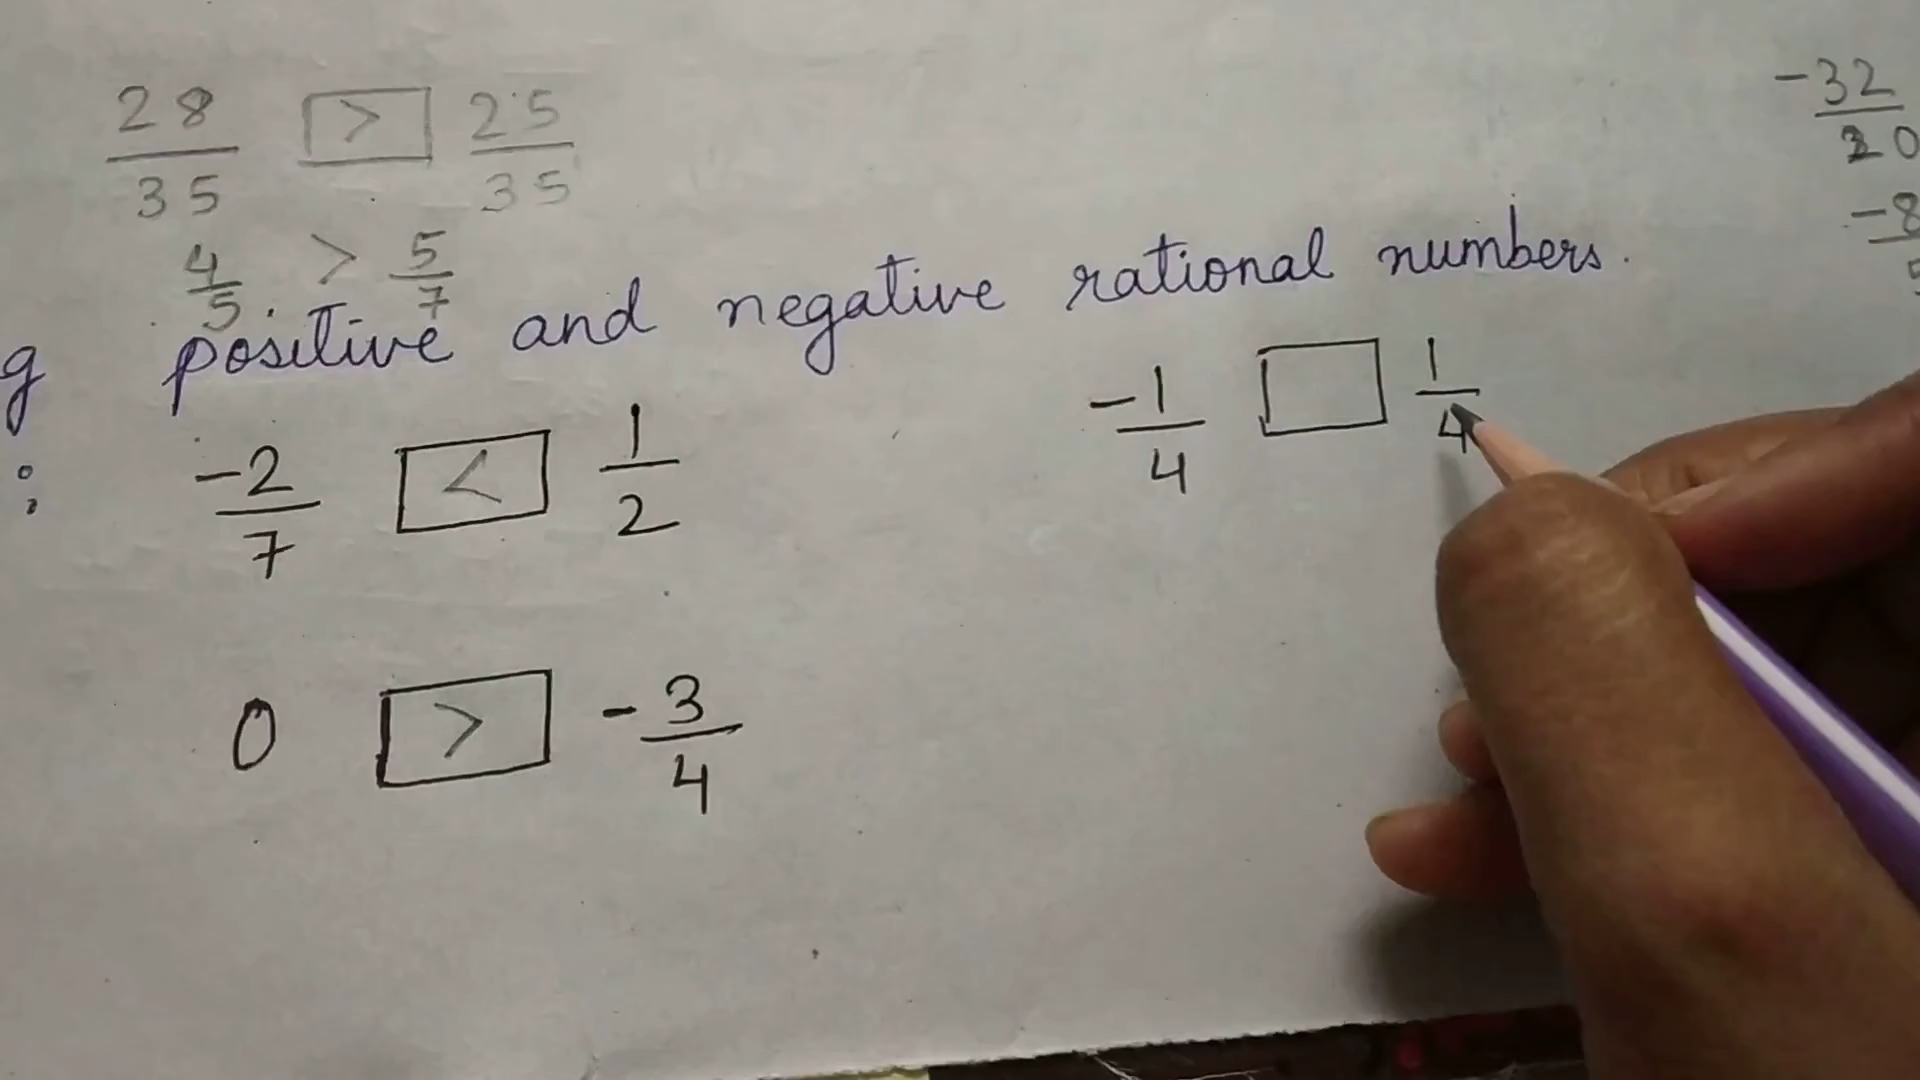 28/35 > 25/35
4/5 > 5/7
-32/20
-8
g positive and negative rational numbers.
: -2/7 < 1/2
-1/4 □ 1/4
0 > -3/4